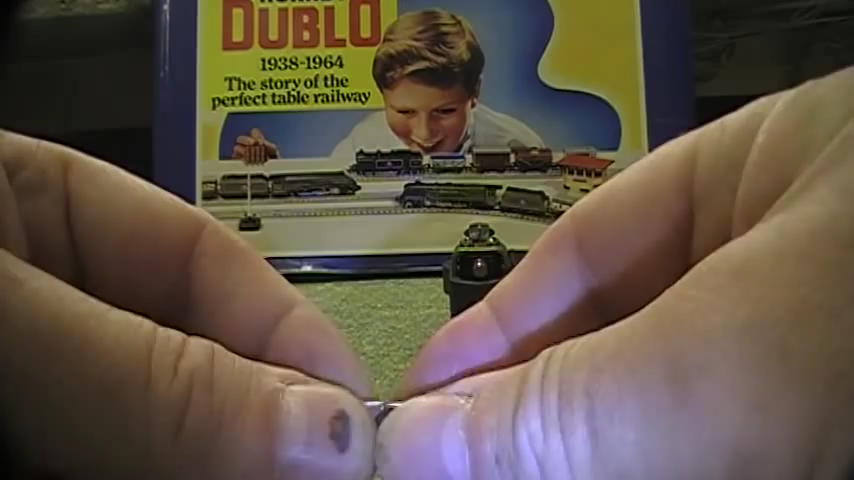 DUBLO
1938-1964
The story of the
perfect table railway